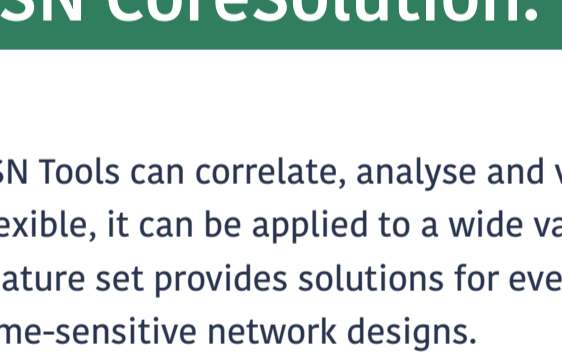 SN CoreSolution.
SN Tools can correlate, analyse and v
exible, it can be applied to a wide va
ature set provides solutions for eve
me-sensitive network designs.